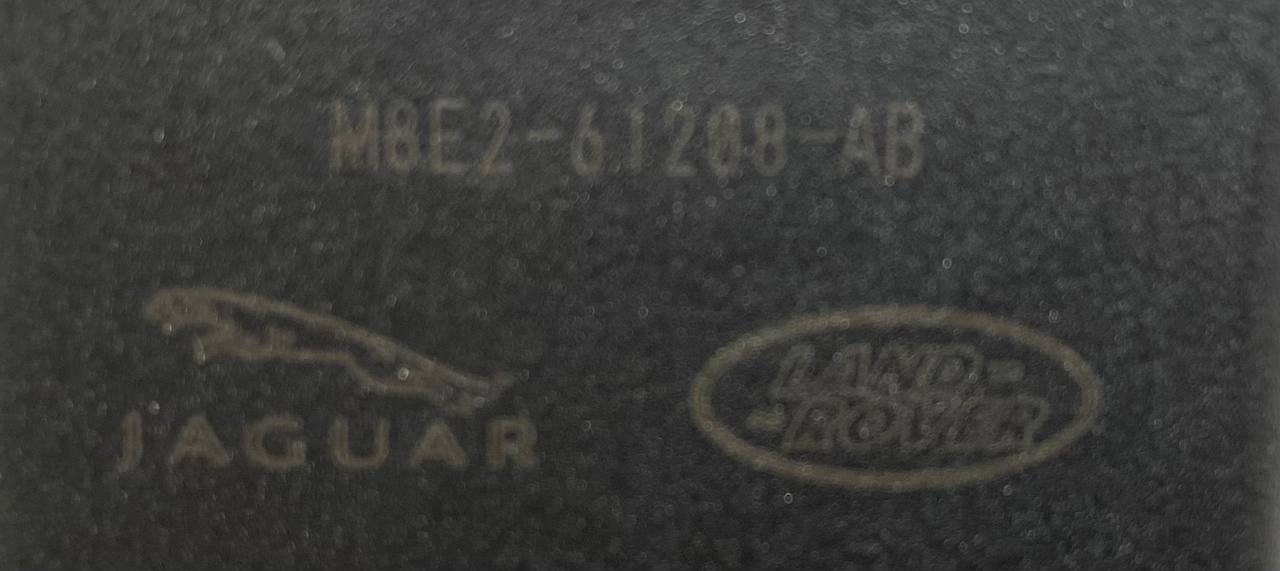 M8E2-61208-AB
JAGUAR
LAND-
-ROVER